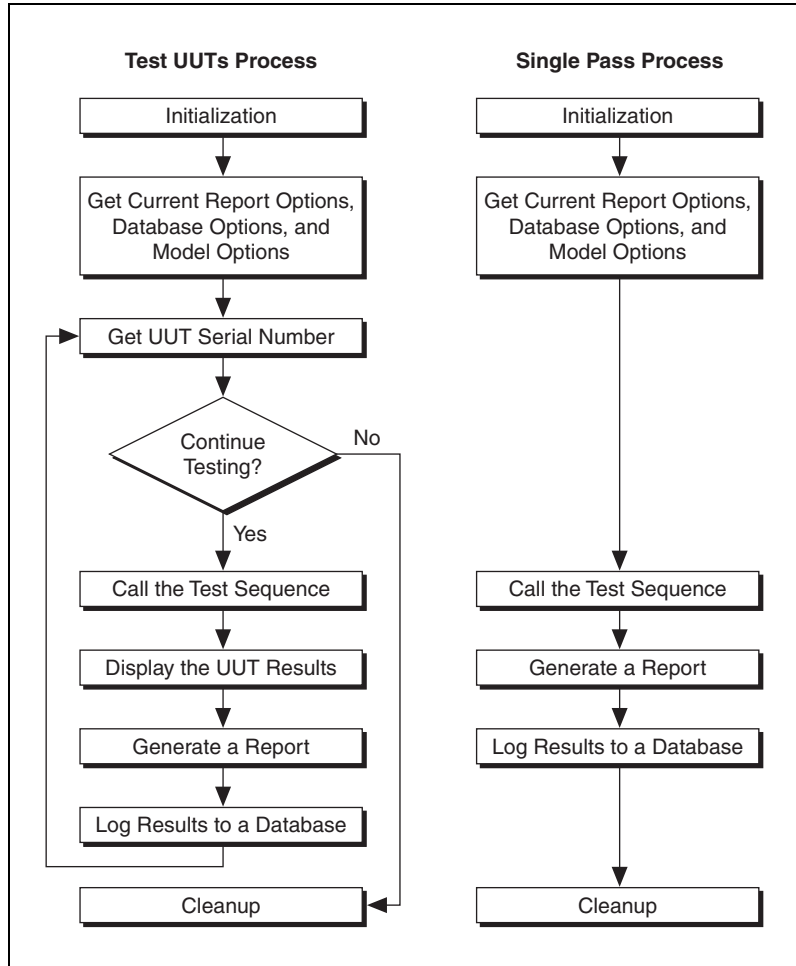 Test UUTs Process
Initialization
Get Current Report Options,
Database Options, and
Model Options
Get UUT Serial Number
Continue
Testing?
No
Yes
Call the Test Sequence
Display the UUT Results
Generate a Report
Log Results to a Database
Cleanup
Single Pass Process
Initialization
Get Current Report Options,
Database Options, and
Model Options
Call the Test Sequence
Generate a Report
Log Results to a Database
Cleanup